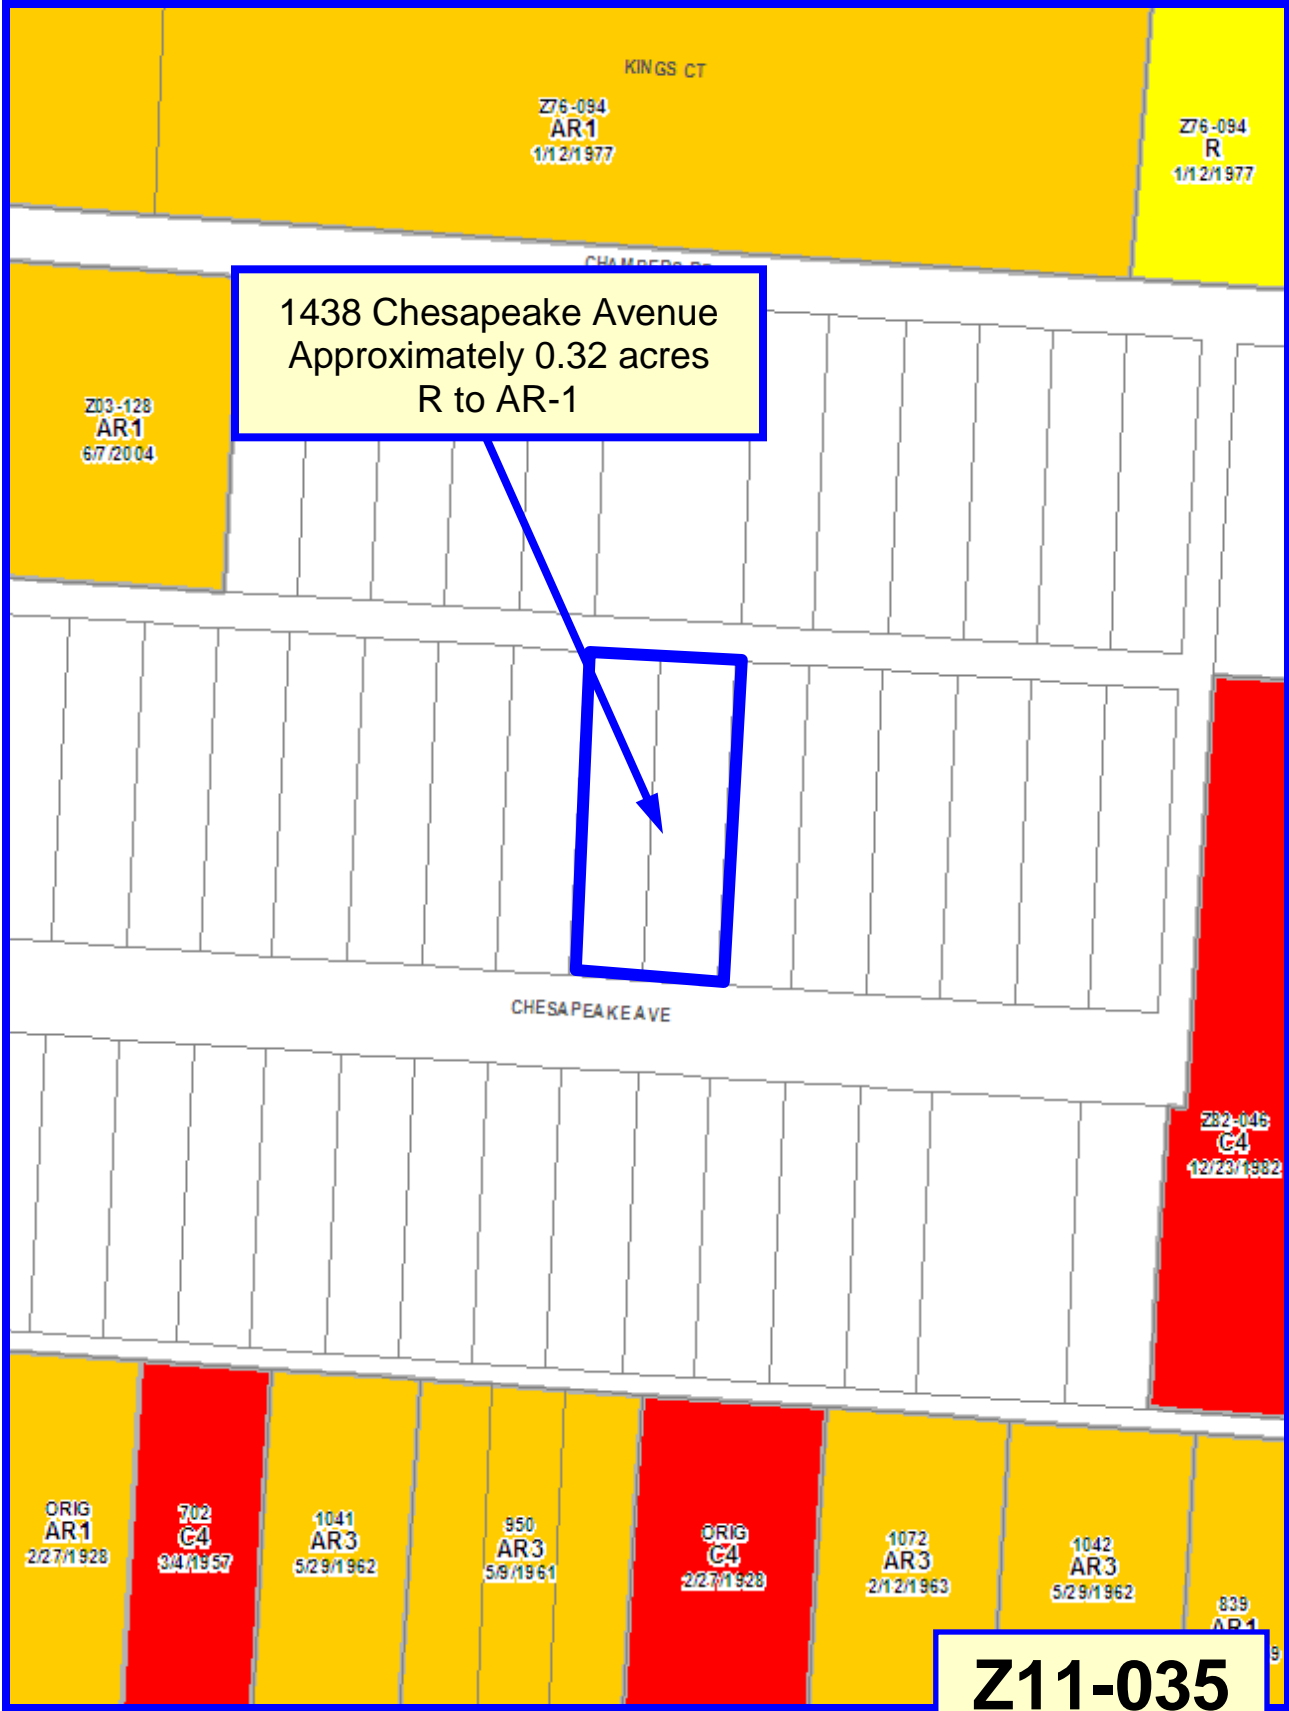 KINGS CT
Z76-094
AR1
1/12/1977
Z76-094
R
1/12/1977
1438 Chesapeake Avenue
Approximately 0.32 acres
R to AR-1
Z03-128
AR1
6/7/2004
CHESAPEAKE AVE
Z82-046
C4
12/23/1982
ORIG
AR1
2/27/1928
702
C4
3/4/1957
1041
AR3
5/29/1962
950
AR3
5/9/1961
ORIG
C4
2/27/1928
1072
AR3
2/12/1963
1042
AR3
5/29/1962
839
AR1
9
Z11-035